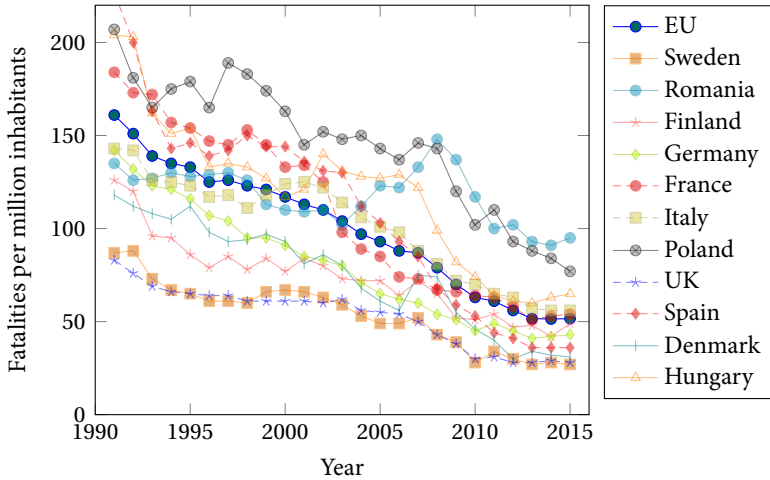 Fatalities per million inhabitants
200
150
100
50
0
1990
1995
2000
2005
2010
2015
Year
EU
Sweden
Romania
Finland
Germany
France
Italy
Poland
UK
Spain
Denmark
Hungary